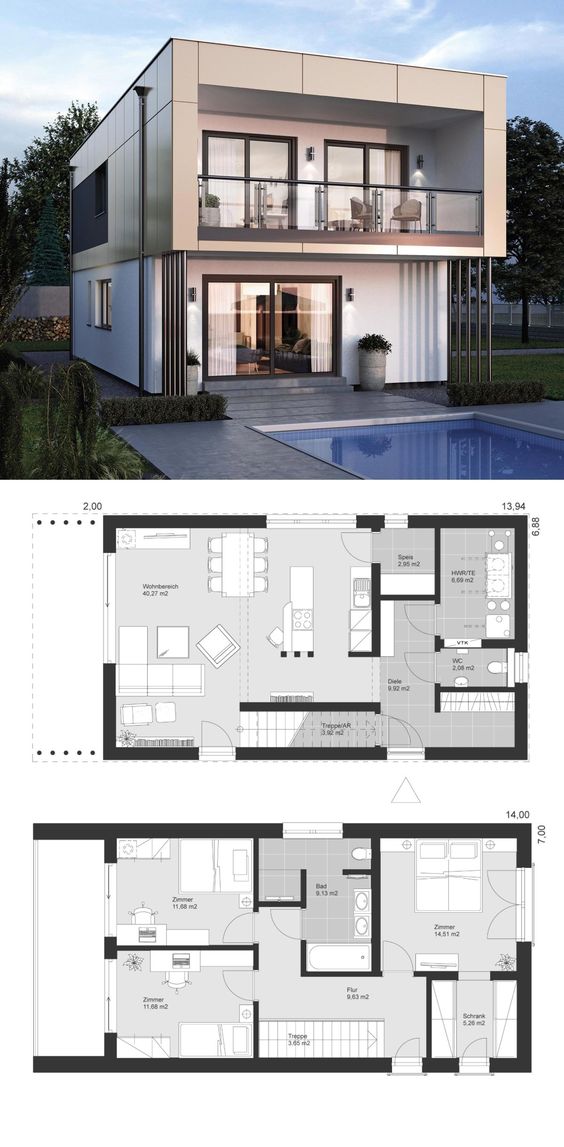 2,00
13,94
6,88
Wohnbereich
40,27 m2
Speis
2,95 m2
HWR/TE
6,69 m2
VTK
WC
2,08 m2
Diele
9,92 m2
Treppe/AR
3,92 m2
14,00
7,00
Zimmer
11,68 m2
Bad
9,13 m2
Zimmer
14,51 m2
Zimmer
11,68 m2
Flur
9,63 m2
Schrank
5,26 m2
Treppe
3,65 m2